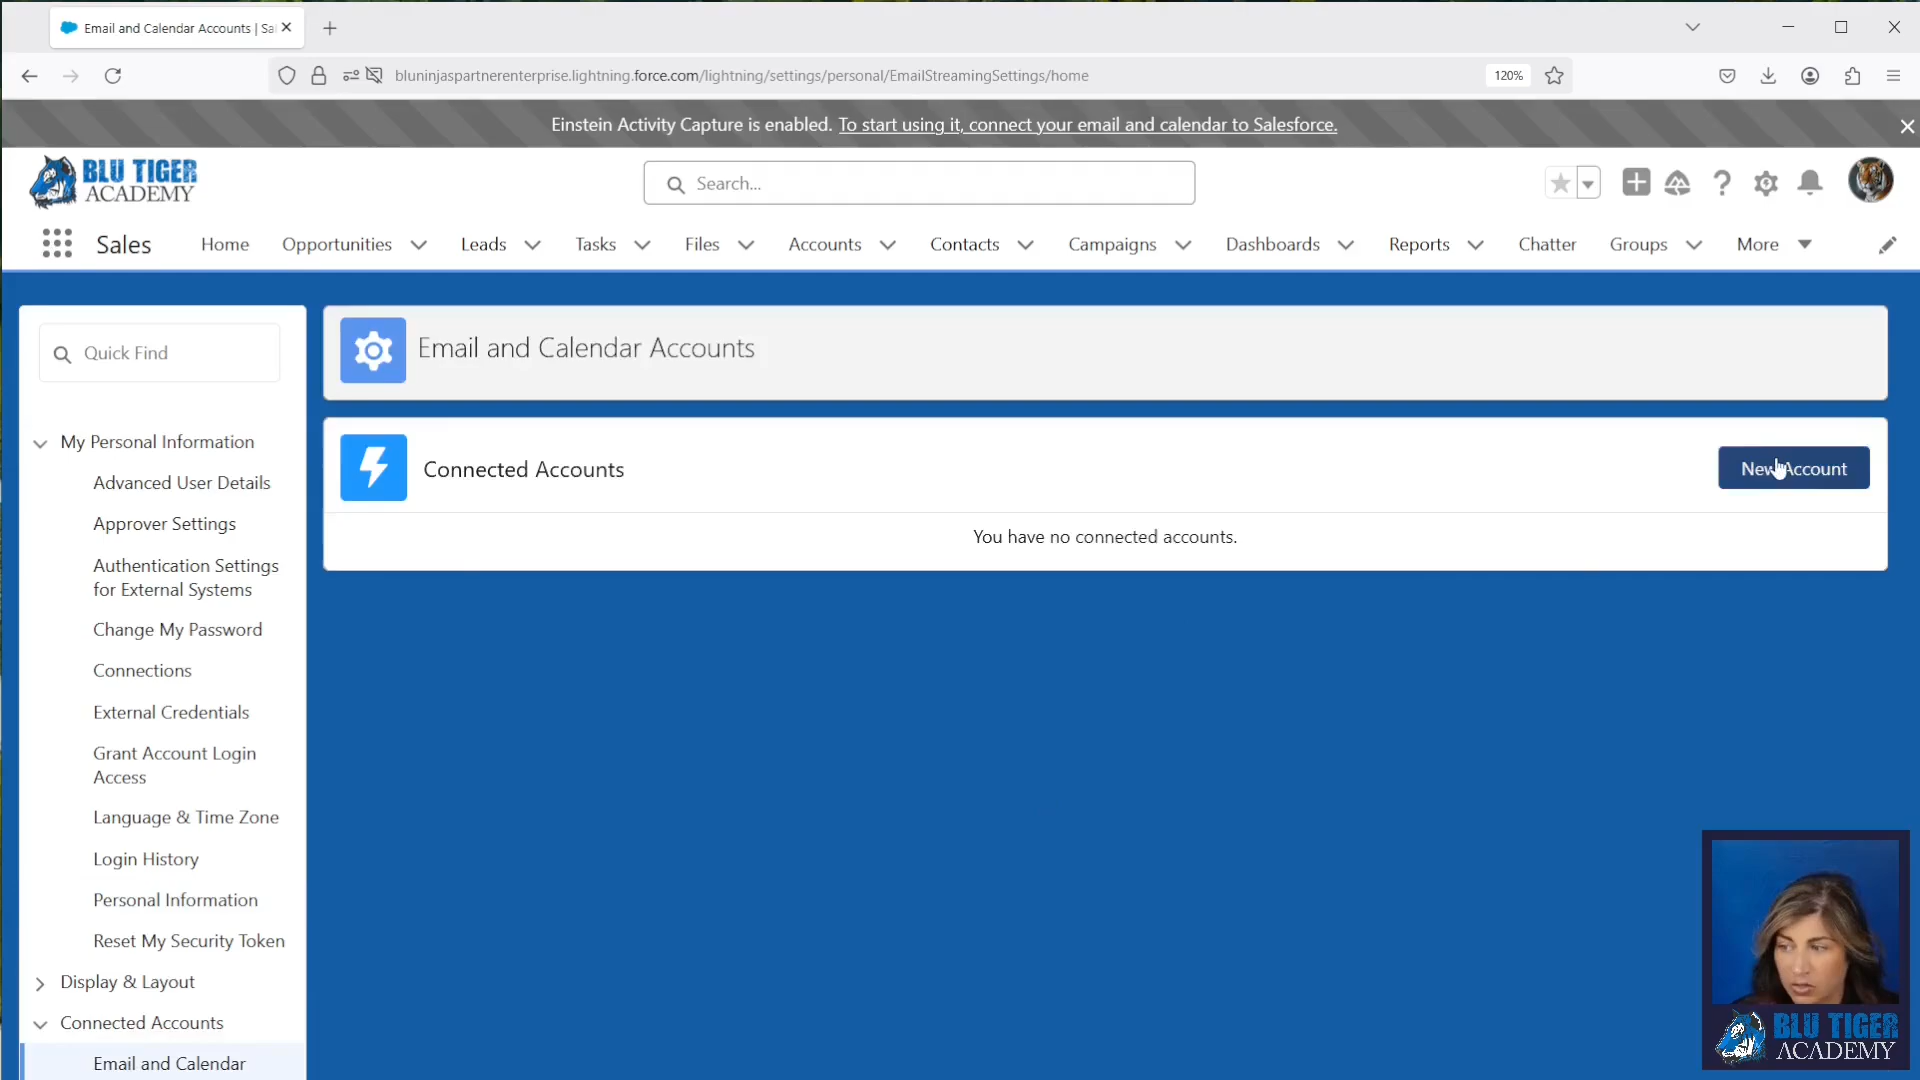 Email and Calendar Accounts | Sa
bluninjaspartnerenterprise.lightning.force.com/lightning/settings/personal/EmailStreamingSettings/home
120%
Einstein Activity Capture is enabled. To start using it, connect your email and calendar to Salesforce.
BLU TIGER
ACADEMY
Search...
Sales
Home
Opportunities
Leads
Tasks
Files
Accounts
Contacts
Campaigns
Dashboards
Reports
Chatter
Groups
More
Quick Find
My Personal Information
Advanced User Details
Approver Settings
Authentication Settings
for External Systems
Change My Password
Connections
External Credentials
Grant Account Login
Access
Language & Time Zone
Login History
Personal Information
Reset My Security Token
Display & Layout
Connected Accounts
Email and Calendar
Email and Calendar Accounts
Connected Accounts
New Account
You have no connected accounts.
BLU TIGER
ACADEMY